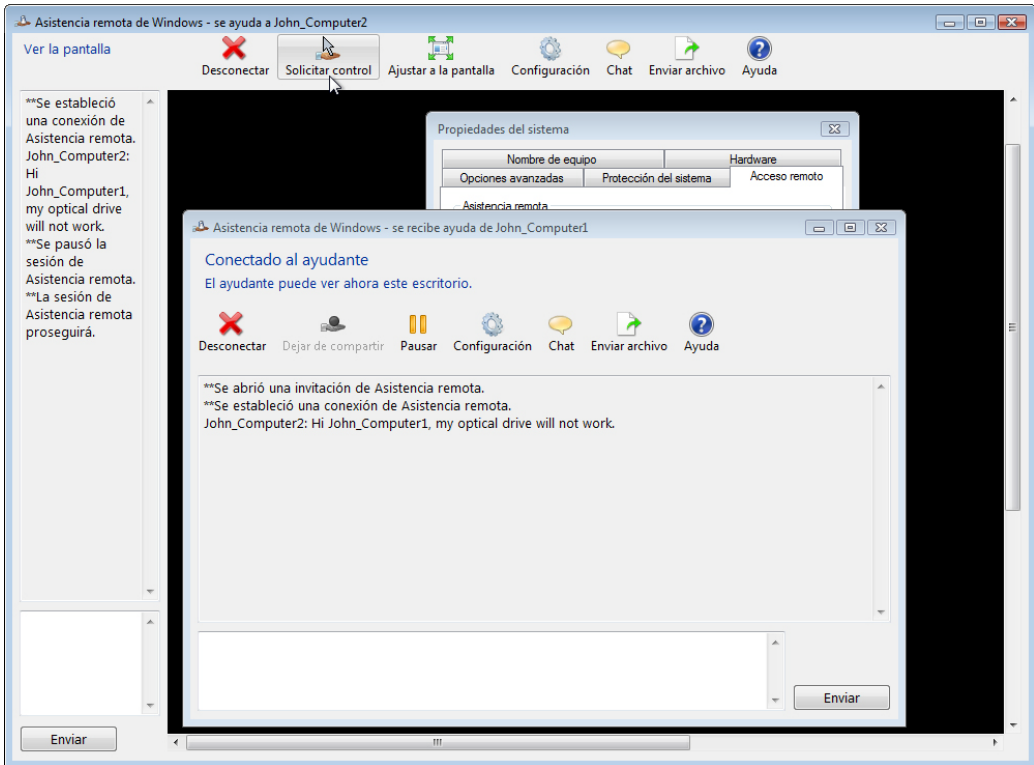 Asistencia remota de Windows - se ayuda a John_Computer2
Ver la pantalla
Desconectar Solicitar control Ajustar a la pantalla Configuración Chat Enviar archivo Ayuda
**Se estableció
una conexión de
Asistencia remota.
John_Computer2:
Hi
John_Computer1,
my optical drive
will not work.
**Se pausó la
sesión de
Asistencia remota.
**La sesión de
Asistencia remota
proseguirá.
Enviar
Propiedades del sistema
Nombre de equipo Hardware
Opciones avanzadas Protección del sistema Acceso remoto
Asistencia remota
Asistencia remota de Windows - se recibe ayuda de John_Computer1
Conectado al ayudante
El ayudante puede ver ahora este escritorio.
Desconectar Dejar de compartir Pausar Configuración Chat Enviar archivo Ayuda
**Se abrió una invitación de Asistencia remota.
**Se estableció una conexión de Asistencia remota.
John_Computer2: Hi John_Computer1, my optical drive will not work.
Enviar